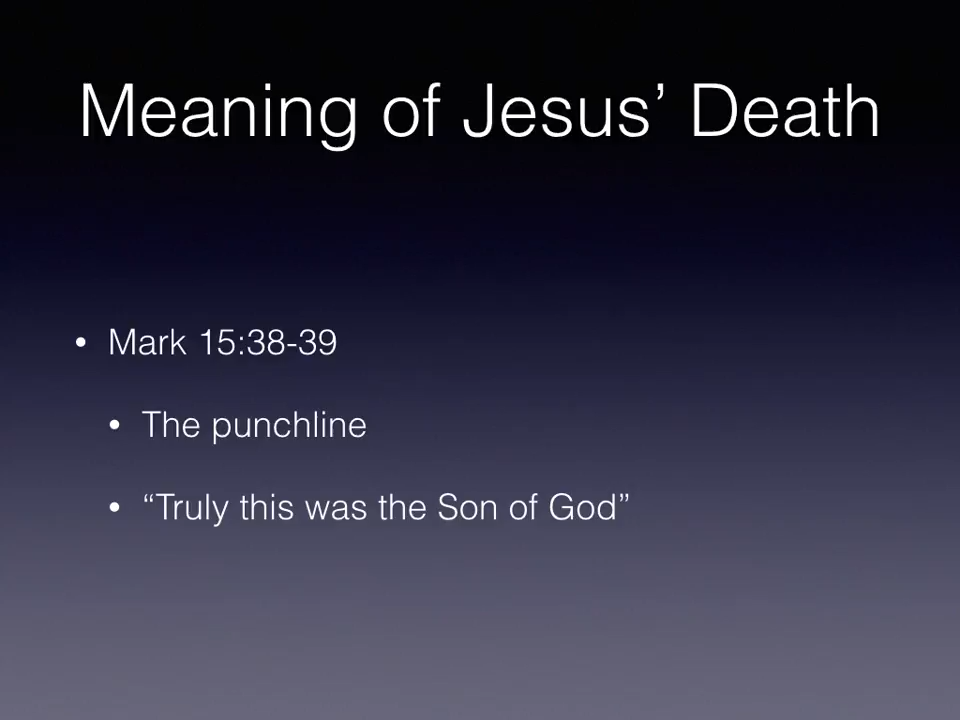 Meaning of Jesus’ Death
• Mark 15:38-39
• The punchline
• “Truly this was the Son of God”